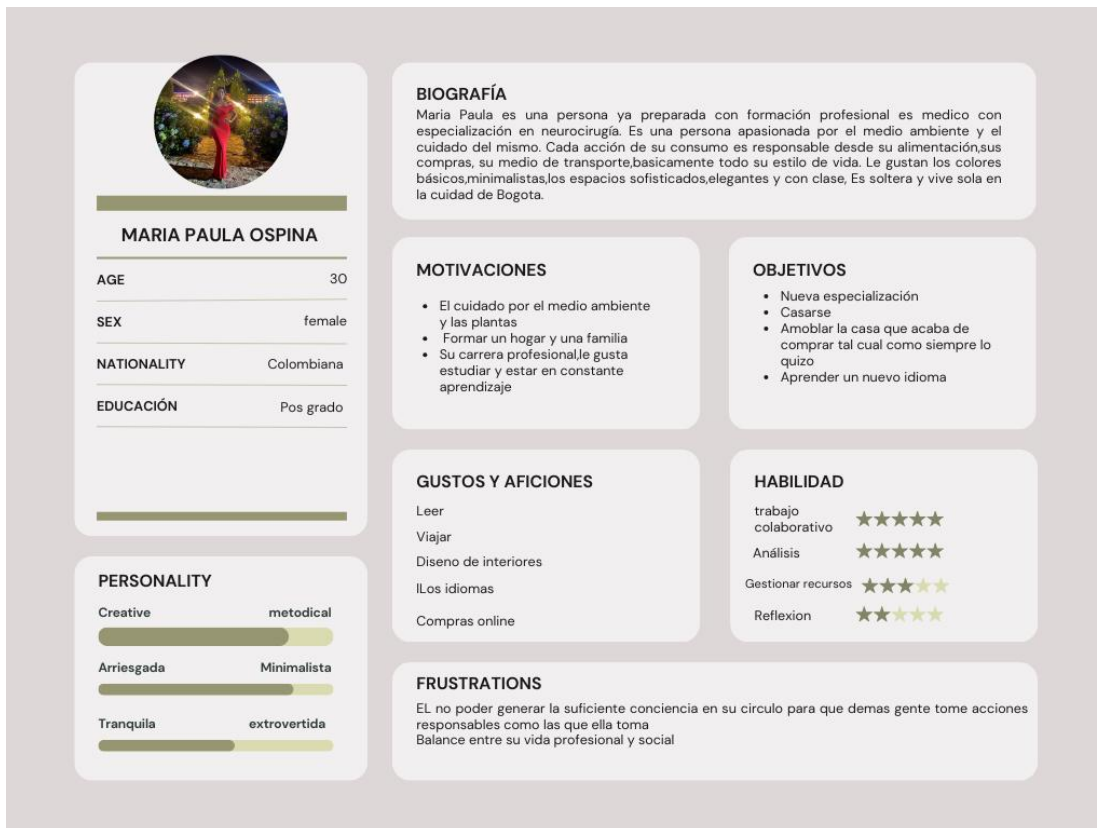 MARIA PAULA OSPINA
AGE 30
SEX female
NATIONALITY Colombiana
EDUCACIÓN Pos grado
PERSONALITY
Creative metodical
Arriesgada Minimalista
Tranquila extrovertida
BIOGRAFÍA
Maria Paula es una persona ya preparada con formación profesional es medico con
especialización en neurocirugía. Es una persona apasionada por el medio ambiente y el
cuidado del mismo. Cada acción de su consumo es responsable desde su alimentación,sus
compras, su medio de transporte,basicamente todo su estilo de vida. Le gustan los colores
básicos,minimalistas,los espacios sofisticados,elegantes y con clase, Es soltera y vive sola en
la cuidad de Bogota.
MOTIVACIONES
• El cuidado por el medio ambiente
y las plantas
• Formar un hogar y una familia
• Su carrera profesional,le gusta
estudiar y estar en constante
aprendizaje
OBJETIVOS
• Nueva especialización
• Casarse
• Amoblar la casa que acaba de
comprar tal cual como siempre lo
quizo
• Aprender un nuevo idioma
GUSTOS Y AFICIONES
Leer
Viajar
Diseno de interiores
lLos idiomas
Compras online
HABILIDAD
trabajo
colaborativo
Análisis
Gestionar recursos
Reflexion
FRUSTRATIONS
EL no poder generar la suficiente conciencia en su circulo para que demas gente tome acciones
responsables como las que ella toma
Balance entre su vida profesional y social